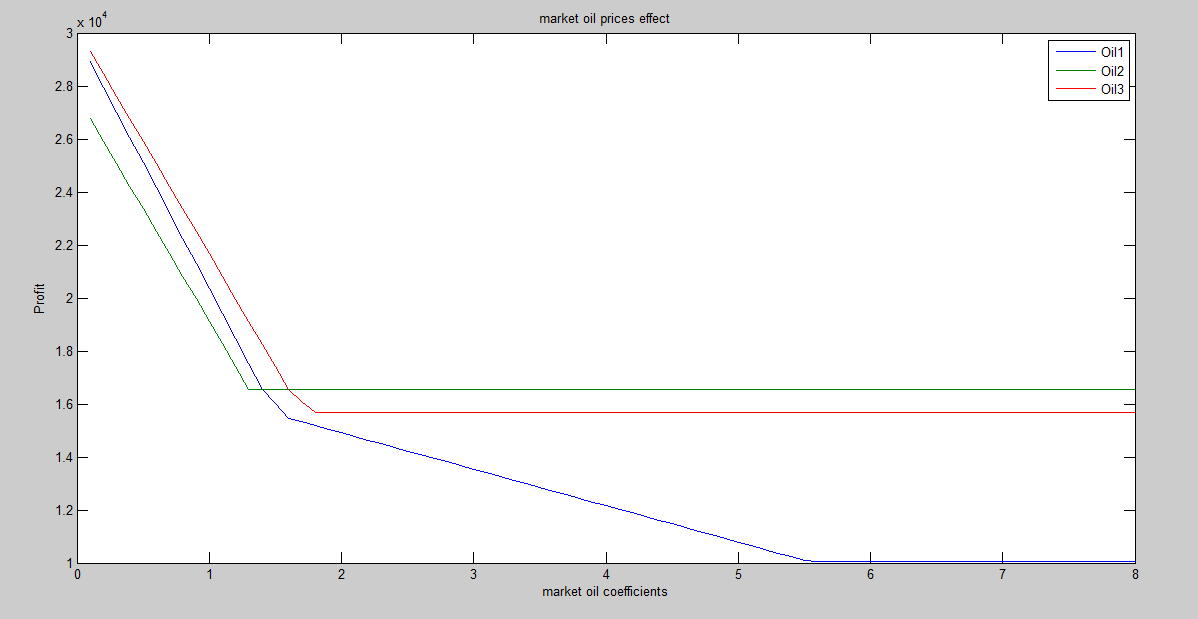 market oil prices effect
x 10^4
3
2.8
2.6
2.4
2.2
2
1.8
1.6
1.4
1.2
1
Profit
0 1 2 3 4 5 6 7 8
market oil coefficients
Oil1
Oil2
Oil3